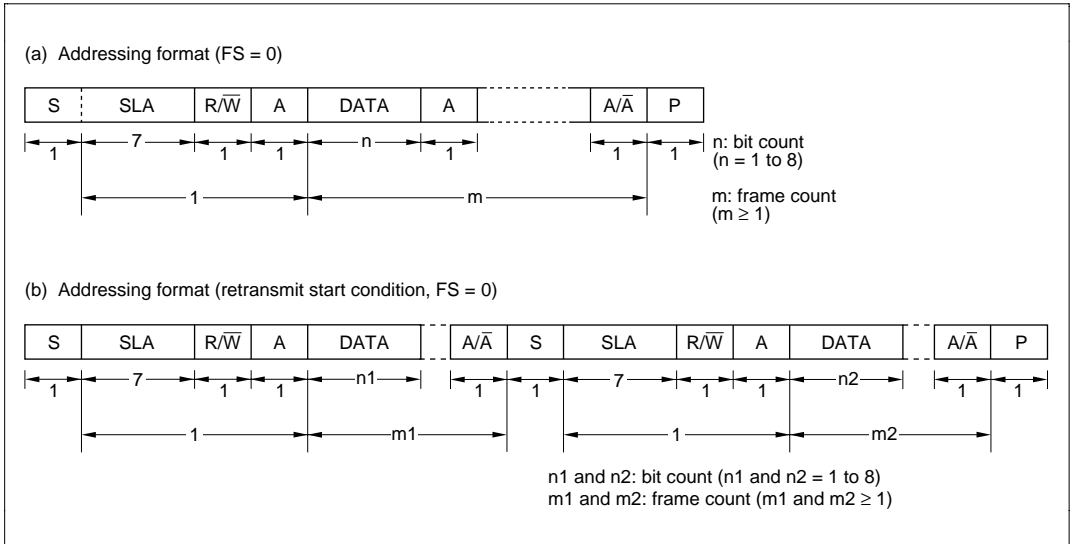 (a) Addressing format (FS = 0)
S SLA R/W̅ A DATA A A/A̅ P
1 7 1 1 n 1 1 1
n: bit count
(n = 1 to 8)
1 m
m: frame count
(m ≥ 1)
(b) Addressing format (retransmit start condition, FS = 0)
S SLA R/W̅ A DATA A/A̅ S SLA R/W̅ A DATA A/A̅ P
1 7 1 1 n1 1 1 7 1 1 n2 1 1
1 m1 1 m2
n1 and n2: bit count (n1 and n2 = 1 to 8)
m1 and m2: frame count (m1 and m2 ≥ 1)